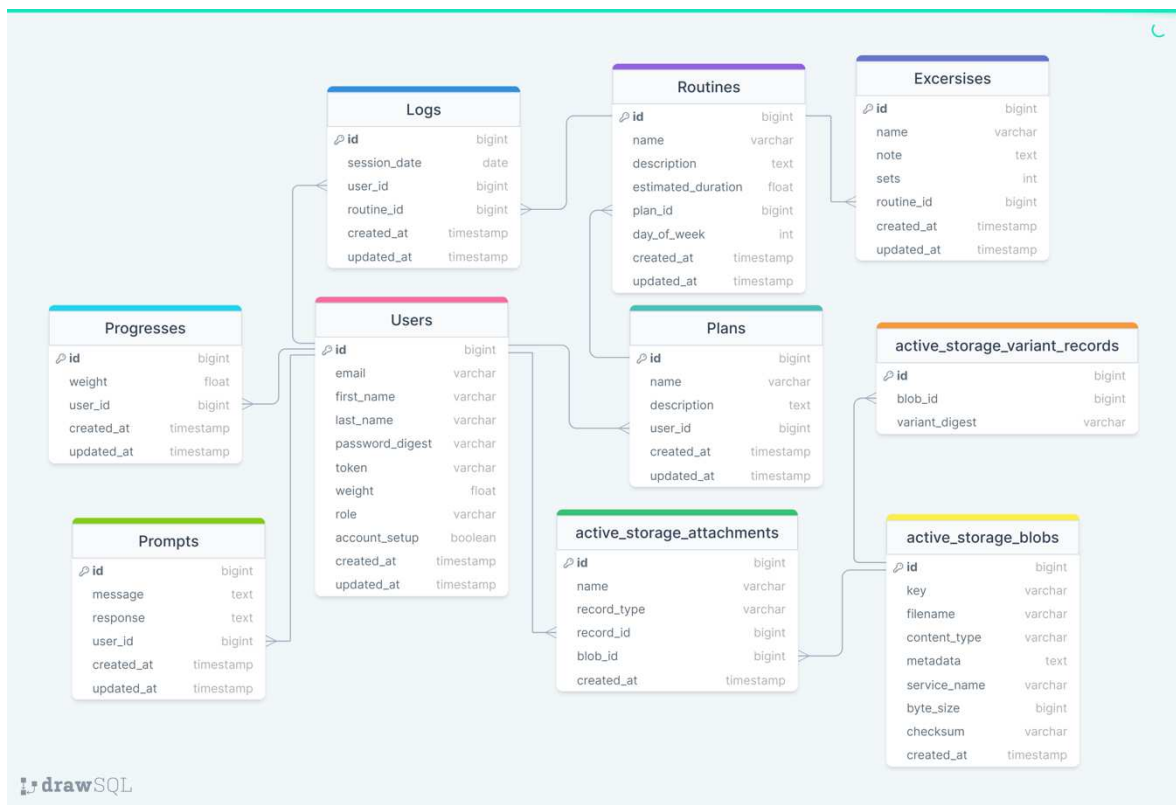 Logs
id bigint
session_date date
user_id bigint
routine_id bigint
created_at timestamp
updated_at timestamp
Routines
id bigint
name varchar
description text
estimated_duration float
plan_id bigint
day_of_week int
created_at timestamp
updated_at timestamp
Excersises
id bigint
name varchar
note text
sets int
routine_id bigint
created_at timestamp
updated_at timestamp
Progresses
id bigint
weight float
user_id bigint
created_at timestamp
updated_at timestamp
Users
id bigint
email varchar
first_name varchar
last_name varchar
password_digest varchar
token varchar
weight float
role varchar
account_setup boolean
created_at timestamp
updated_at timestamp
Plans
id bigint
name varchar
description text
user_id bigint
created_at timestamp
updated_at timestamp
active_storage_variant_records
id bigint
blob_id bigint
variant_digest varchar
Prompts
id bigint
message text
response text
user_id bigint
created_at timestamp
updated_at timestamp
active_storage_attachments
id bigint
name varchar
record_type varchar
record_id bigint
blob_id bigint
created_at timestamp
active_storage_blobs
id bigint
key varchar
filename varchar
content_type varchar
metadata text
service_name varchar
byte_size bigint
checksum varchar
created_at timestamp
drawSQL